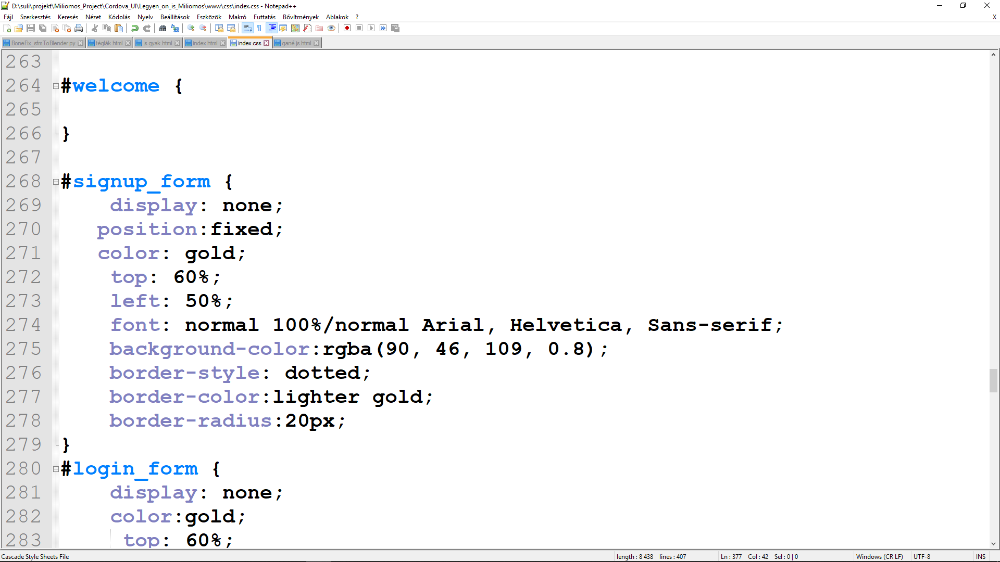 D:\suli\projekt\Miliomos_Project\Cordova_UI\Legyen_on_is_Miliomos\www\css\index.css - Notepad++
Fájl Szerkesztés Keresés Nézet Kódolás Nyelv Beállítások Eszközök Makró Futtatás Bővítmények Ablakok ? X
BoneFix_sfmToBlender.py téglák.html js gyak.html index.html index.css gané js.html
263
264 #welcome {
265
266 }
267
268 #signup_form {
269 display: none;
270 position:fixed;
271 color: gold;
272 top: 60%;
273 left: 50%;
274 font: normal 100%/normal Arial, Helvetica, Sans-serif;
275 background-color:rgba(90, 46, 109, 0.8);
276 border-style: dotted;
277 border-color:lighter gold;
278 border-radius:20px;
279 }
280 #login_form {
281 display: none;
282 color:gold;
283 top: 60%;
Cascade Style Sheets File length : 8 438 lines : 407 Ln : 377 Col : 42 Sel : 0 | 0 Windows (CR LF) UTF-8 INS